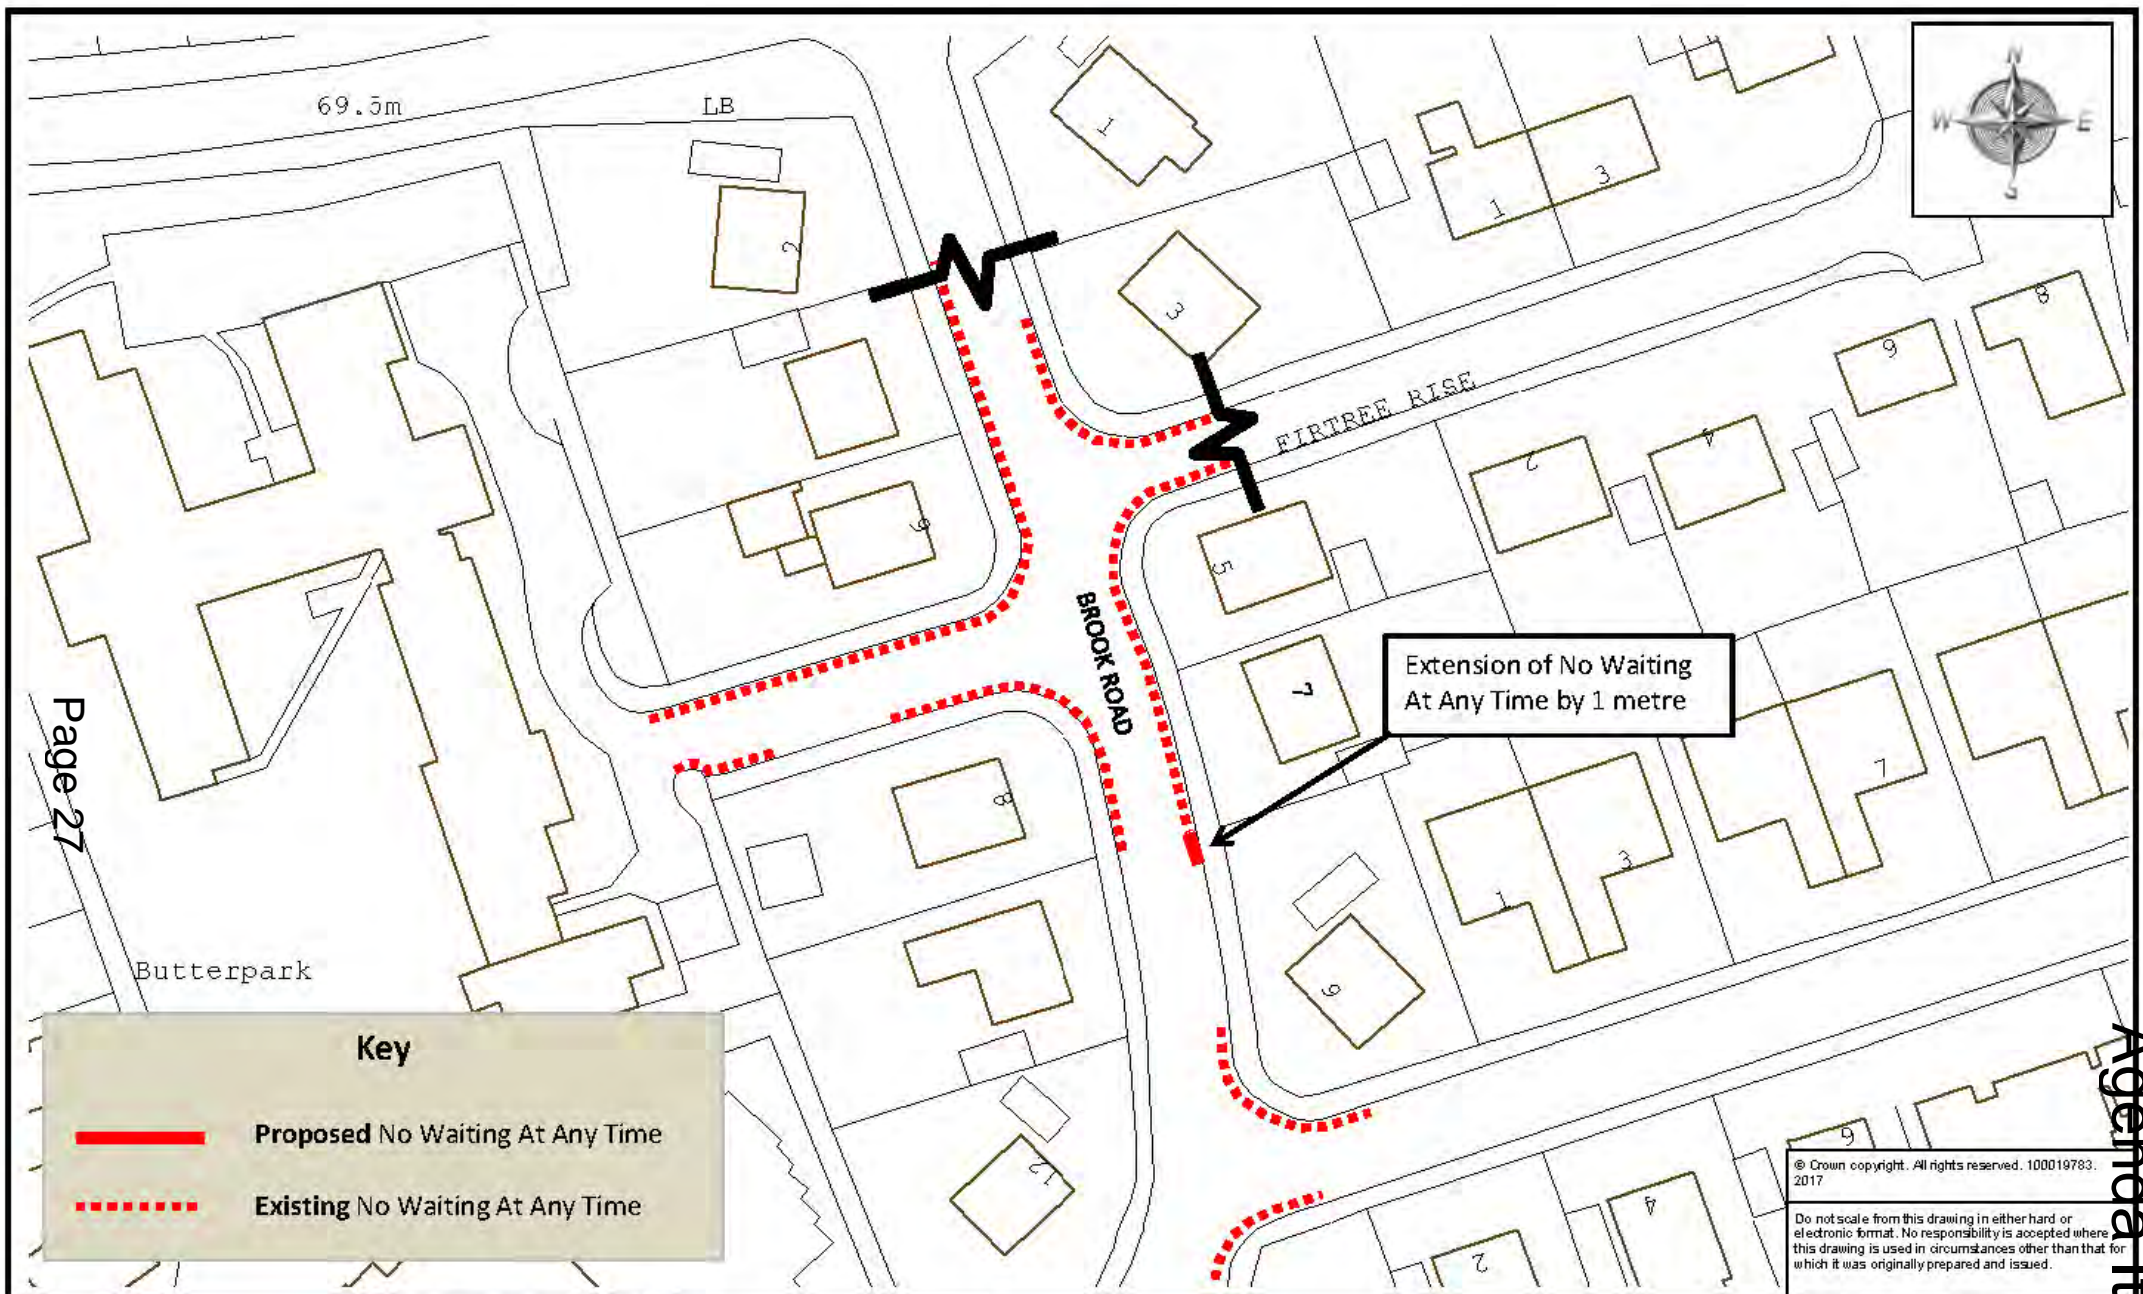 69.5m
LB
N
W
E
S
1
1
3
2
3
8
6
FIRTREE RISE
4
2
6
5
BROOK ROAD
7
Extension of No Waiting
At Any Time by 1 metre
Page 27
7
8
3
1
9
Butterpark
Key
Proposed No Waiting At Any Time
Existing No Waiting At Any Time
12
6
4
2
© Crown copyright. All rights reserved. 100019783.
2017
Do not scale from this drawing in either hard or
electronic format. No responsibility is accepted where
this drawing is used in circumstances other than that for
which it was originally prepared and issued.
Agenda It